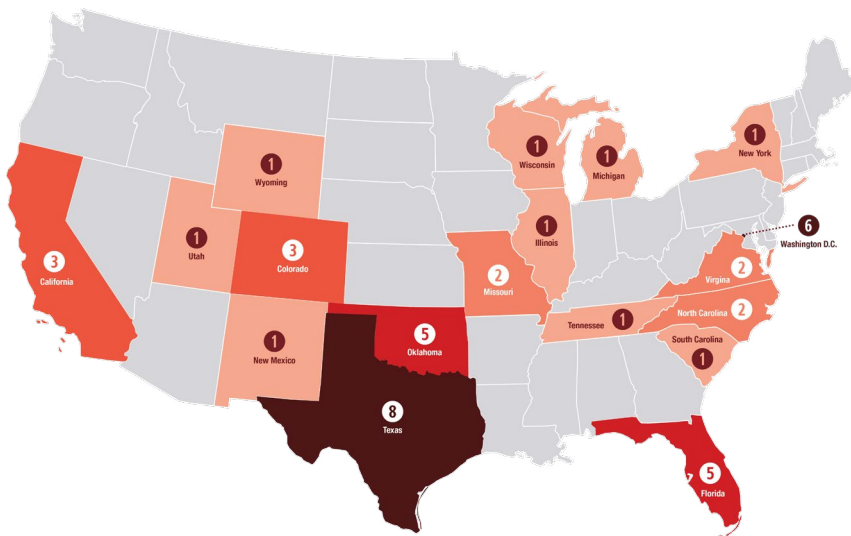 1
Wisconsin
1
Michigan
1
New York
1
Wyoming
6
Washington D.C.
1
Utah
3
Colorado
1
Illinois
3
California
2
Missouri
Virginia 2
North Carolina 2
Tennessee 1
5
Oklahoma
1
New Mexico
South Carolina
1
8
Texas
5
Florida